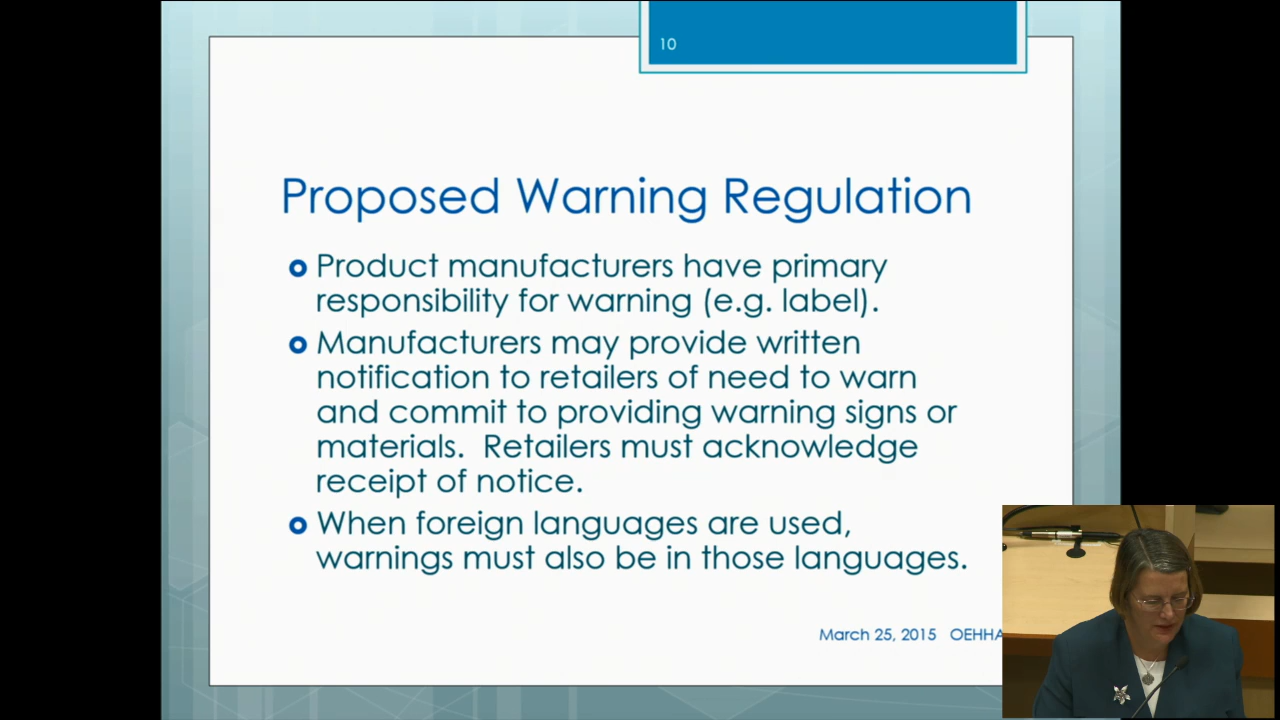 10
Proposed Warning Regulation
Product manufacturers have primary
responsibility for warning (e.g. label).
Manufacturers may provide written
notification to retailers of need to warn
and commit to providing warning signs or
materials.  Retailers must acknowledge
receipt of notice.
When foreign languages are used,
warnings must also be in those languages.
March 25, 2015   OEHHA